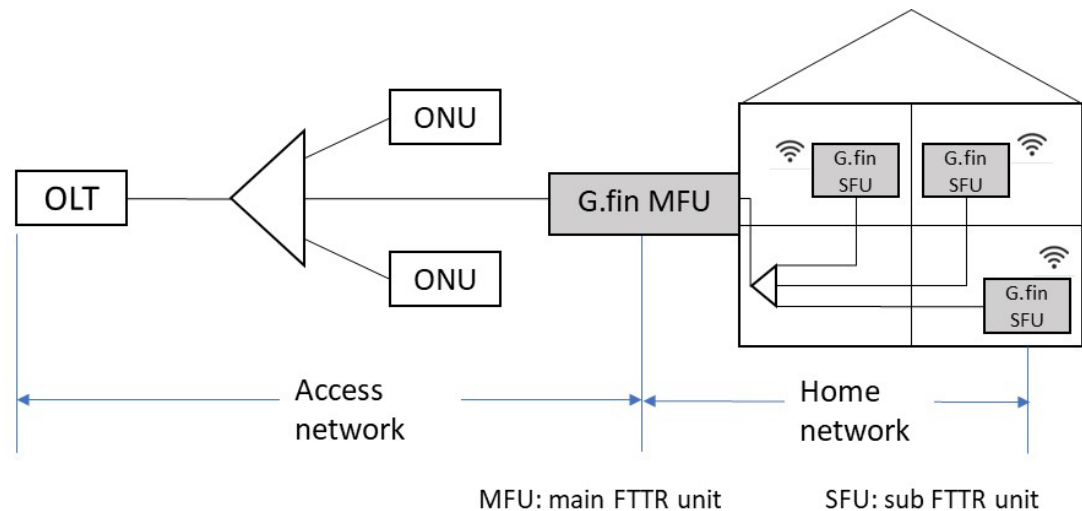 ONU
G.fin
SFU
G.fin
SFU
OLT
G.fin MFU
ONU
G.fin
SFU
Access
network
Home
network
MFU: main FTTR unit
SFU: sub FTTR unit